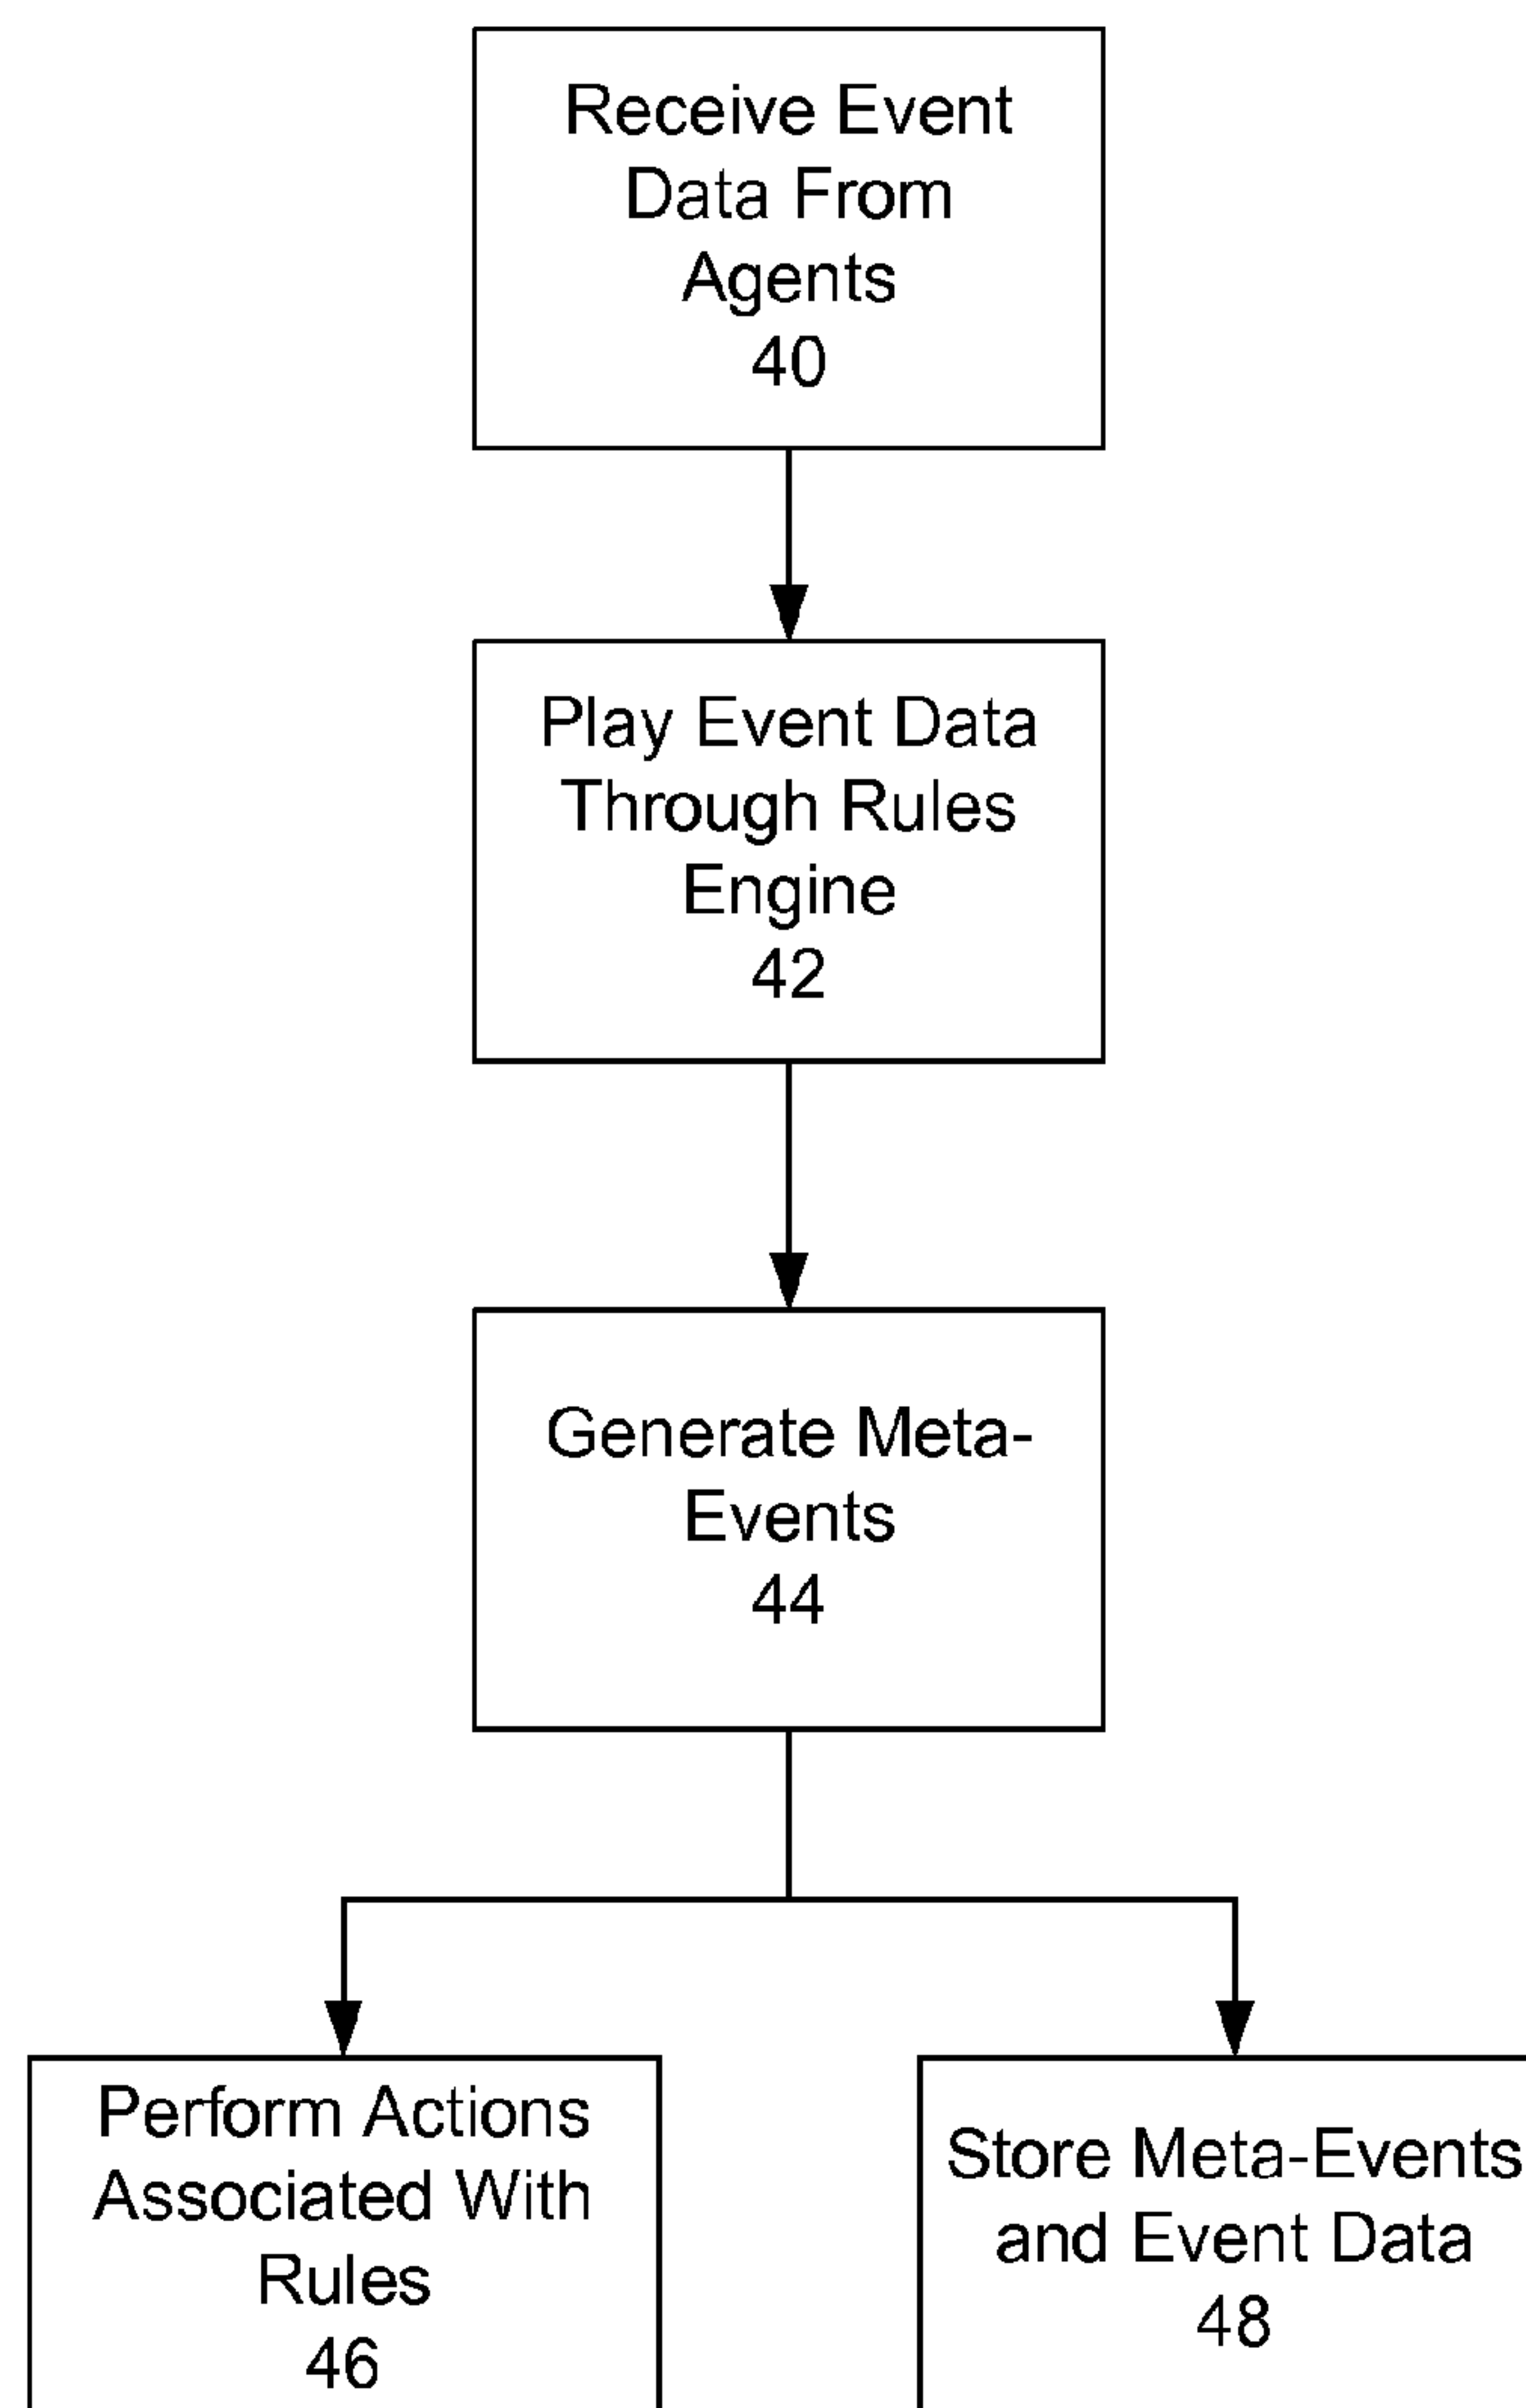 Receive Event
Data From
Agents
40
Play Event Data
Through Rules
Engine
42
Generate Meta-
Events
44
Perform Actions
Associated With
Rules
46
Store Meta-Events
and Event Data
48